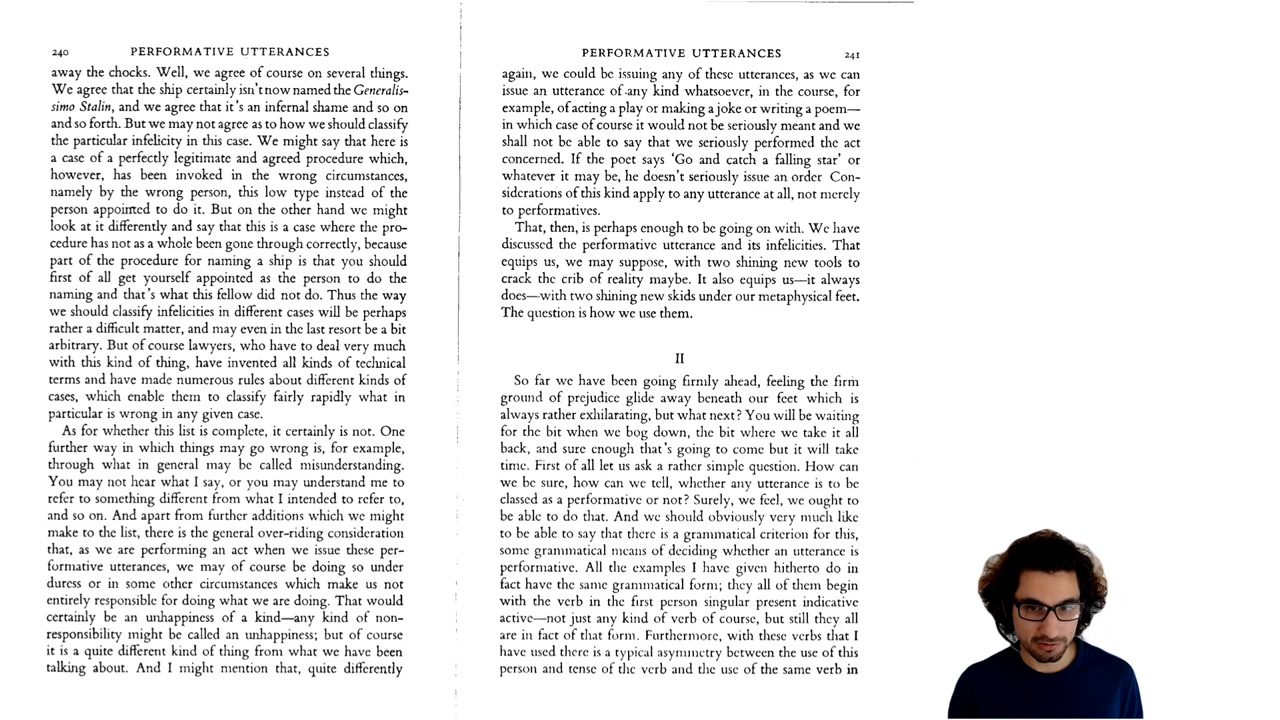 240 PERFORMATIVE UTTERANCES
away the chocks. Well, we agree of course on several things.
We agree that the ship certainly isn't now named the Generalis-
simo Stalin, and we agree that it's an infernal shame and so on
and so forth. But we may not agree as to how we should classify
the particular infelicity in this case. We might say that here is
a case of a perfectly legitimate and agreed procedure which,
however, has been invoked in the wrong circumstances,
namely by the wrong person, this low type instead of the
person appointed to do it. But on the other hand we might
look at it differently and say that this is a case where the pro-
cedure has not as a whole been gone through correctly, because
part of the procedure for naming a ship is that you should
first of all get yourself appointed as the person to do the
naming and that's what this fellow did not do. Thus the way
we should classify infelicities in different cases will be perhaps
rather a difficult matter, and may even in the last resort be a bit
arbitrary. But of course lawyers, who have to deal very much
with this kind of thing, have invented all kinds of technical
terms and have made numerous rules about different kinds of
cases, which enable them to classify fairly rapidly what in
particular is wrong in any given case.
As for whether this list is complete, it certainly is not. One
further way in which things may go wrong is, for example,
through what in general may be called misunderstanding.
You may not hear what I say, or you may understand me to
refer to something different from what I intended to refer to,
and so on. And apart from further additions which we might
make to the list, there is the general over-riding consideration
that, as we are performing an act when we issue these per-
formative utterances, we may of course be doing so under
duress or in some other circumstances which make us not
entirely responsible for doing what we are doing. That would
certainly be an unhappiness of a kind—any kind of non-
responsibility might be called an unhappiness; but of course
it is a quite different kind of thing from what we have been
talking about. And I might mention that, quite differently
PERFORMATIVE UTTERANCES 241
again, we could be issuing any of these utterances, as we can
issue an utterance of any kind whatsoever, in the course, for
example, of acting a play or making a joke or writing a poem—
in which case of course it would not be seriously meant and we
shall not be able to say that we seriously performed the act
concerned. If the poet says 'Go and catch a falling star' or
whatever it may be, he doesn't seriously issue an order Con-
siderations of this kind apply to any utterance at all, not merely
to performatives.
That, then, is perhaps enough to be going on with. We have
discussed the performative utterance and its infelicities. That
equips us, we may suppose, with two shining new tools to
crack the crib of reality maybe. It also equips us—it always
does—with two shining new skids under our metaphysical feet.
The question is how we use them.
II
So far we have been going firmly ahead, feeling the firm
ground of prejudice glide away beneath our feet which is
always rather exhilarating, but what next? You will be waiting
for the bit when we bog down, the bit where we take it all
back, and sure enough that's going to come but it will take
time. First of all let us ask a rather simple question. How can
we be sure, how can we tell, whether any utterance is to be
classed as a performative or not? Surely, we feel, we ought to
be able to do that. And we should obviously very much like
to be able to say that there is a grammatical criterion for this,
some grammatical means of deciding whether an utterance is
performative. All the examples I have given hitherto do in
fact have the same grammatical form; they all of them begin
with the verb in the first person singular present indicative
active—not just any kind of verb of course, but still they all
are in fact of that form. Furthermore, with these verbs that I
have used there is a typical asymmetry between the use of this
person and tense of the verb and the use of the same verb in